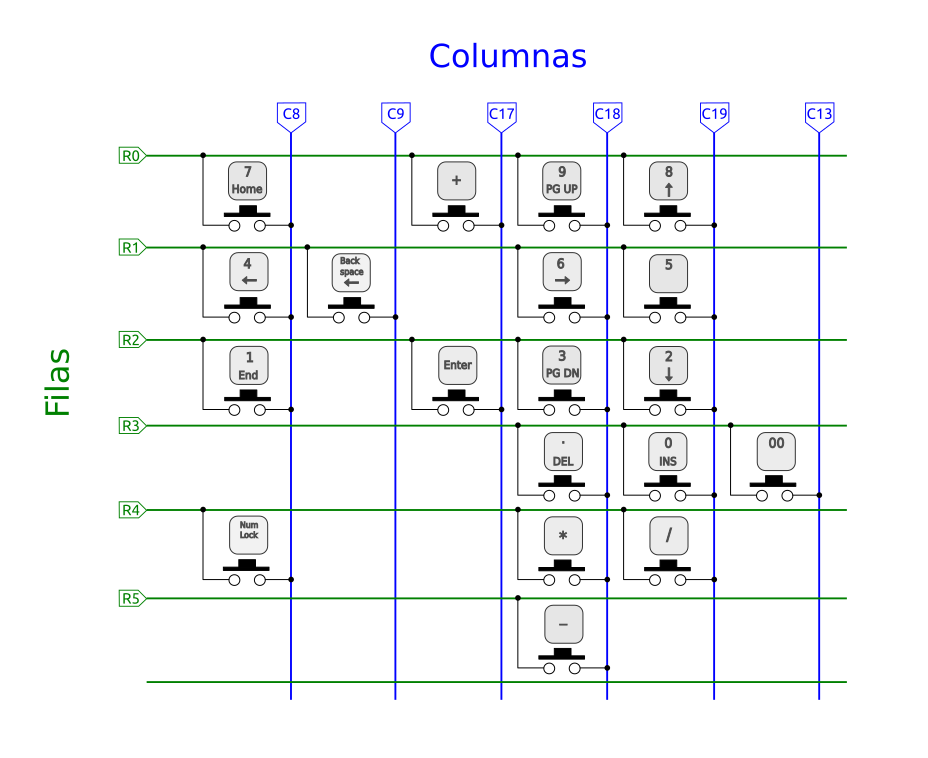 Columnas
C8 C9 C17 C18 C19 C13
Filas
R0
7 + 9 8
Home PG UP ↑
R1
4 Back 6 5
← space →
←
R2
1 Enter 3 2
End PG DN ↓
R3
. 0 00
DEL INS
R4
Num * /
Lock
R5
−